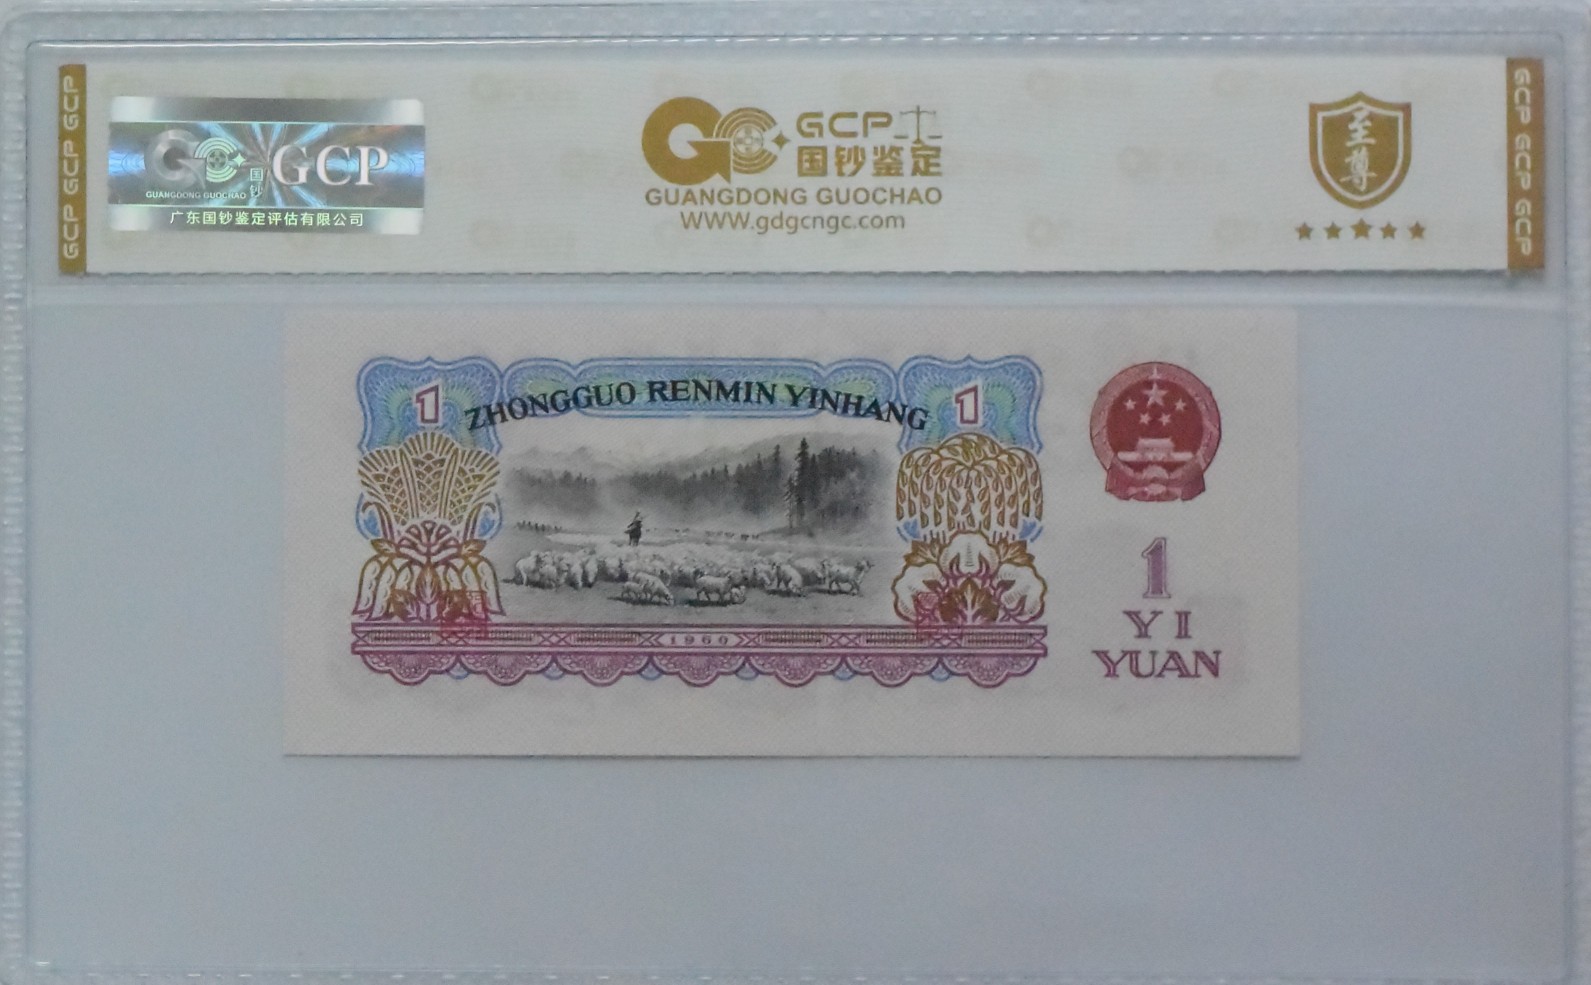 GCP GCP GCP
GCP
国钞
GUANGDONG GUOCHAO
广东国钞鉴定评估有限公司
GCP
国钞鉴定
GUANGDONG GUOCHAO
WWW.gdgcngc.com
至尊
GCP GCP GCP
1
ZHONGGUO RENMIN YINHANG
1
1960
1
YI
YUAN